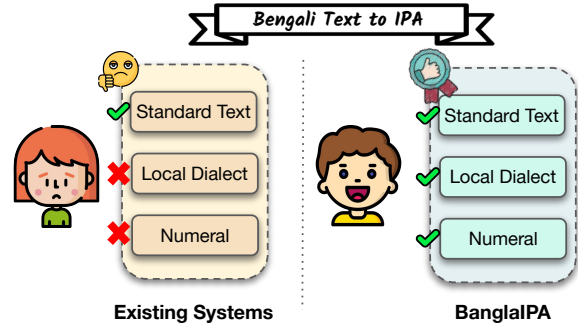 Bengali Text to IPA
Standard Text
Local Dialect
Numeral
Existing Systems
Standard Text
Local Dialect
Numeral
BanglaIPA